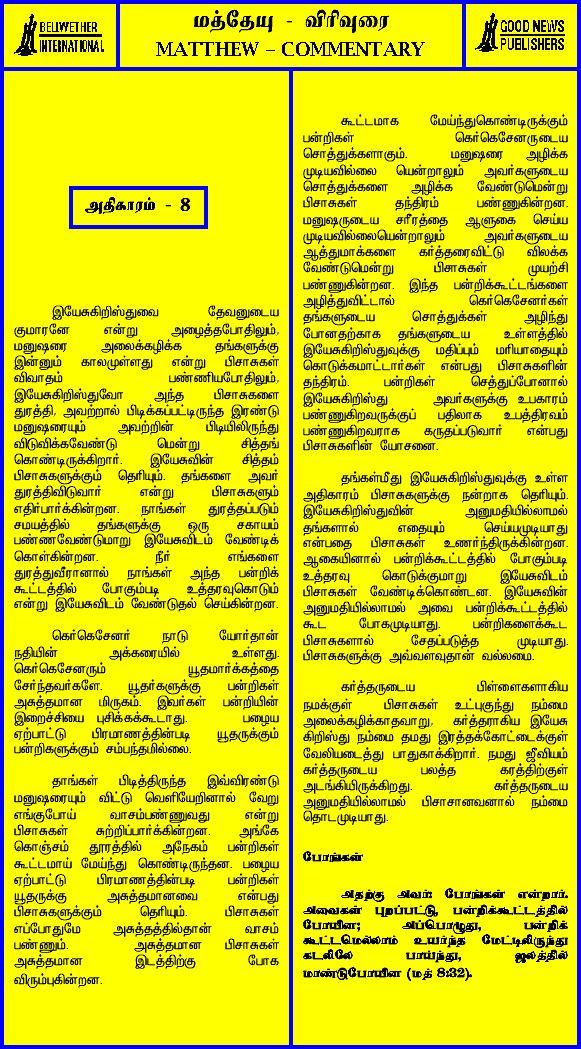 BELIWETHER
INTERNATIONAL
மத்தேயு - விரிவுரை
MATTHEW – COMMENTARY
GOOD NEWS
PUBLISHERS
அதிகாரம் - 8
இயேசுகிறிஸ்துவை தேவனுடைய
குமாரனே என்று அழைத்தபோதிலும்,
மனுஷரை அலைக்கழிக்க தங்களுக்கு
இன்னும் காலமுள்ளது என்று பிசாசுகள்
விவாதம் பண்ணியபோதிலும்,
இயேசுகிறிஸ்துவோ அந்த பிசாசுகளை
துரத்தி, அவற்றால் பிடிக்கப்பட்டிருந்த இரண்டு
மனுஷரையும் அவற்றின் பிடியிலிருந்து
விடுவிக்கவேண்டு மென்று சித்தங்
கொண்டிருக்கிறார். இயேசுவின் சித்தம்
பிசாசுகளுக்கும் தெரியும். தங்களை அவர்
துரத்திவிடுவார் என்று பிசாசுகளும்
எதிர்பார்க்கின்றன. நாங்கள் துரத்தப்படும்
சமயத்தில் தங்களுக்கு ஒரு சகாயம்
பண்ணவேண்டுமாறு இயேசுவிடம் வேண்டிக்
கொள்கின்றன. நீர் எங்களை
துரத்துவீரானால் நாங்கள் அந்த பன்றிக்
கூட்டத்தில் போகும்படி உத்தரவுகொடும்
என்று இயேசுவிடம் வேண்டுதல் செய்கின்றன.
கெர்கெசேனர் நாடு யோர்தான்
நதியின் அக்கரையில் உள்ளது.
கெர்கெசேனரும் யூதமார்க்கத்தை
சேர்ந்தவர்களே. யூதர்களுக்கு பன்றிகள்
அசுத்தமான மிருகம். இவர்கள் பன்றியின்
இறைச்சியை புசிக்கக்கூடாது. பழைய
ஏற்பாட்டு பிரமாணத்தின்படி யூதருக்கும்
பன்றிகளுக்கும் சம்பந்தமில்லை.
தாங்கள் பிடித்திருந்த இவ்விரண்டு
மனுஷரையும் விட்டு வெளியேறினால் வேறு
எங்குபோய் வாசம்பண்ணுவது என்று
பிசாசுகள் சுற்றிப்பார்க்கின்றன. அங்கே
கொஞ்சம் தூரத்தில் அநேகம் பன்றிகள்
கூட்டமாய் மேய்ந்து கொண்டிருந்தன. பழைய
ஏற்பாட்டு பிரமாணத்தின்படி பன்றிகள்
யூதருக்கு அசுத்தமானவை என்பது
பிசாசுகளுக்கும் தெரியும். பிசாசுகள்
எப்போதுமே அசுத்தத்தில்தான் வாசம்
பண்ணும். அசுத்தமான பிசாசுகள்
அசுத்தமான இடத்திற்கு போக
விரும்புகின்றன.
கூட்டமாக மேய்ந்துகொண்டிருக்கும்
பன்றிகள் கெர்கெசேனருடைய
சொத்துக்களாகும். மனுஷரை அழிக்க
முடியவில்லை யென்றாலும் அவர்களுடைய
சொத்துக்களை அழிக்க வேண்டுமென்று
பிசாசுகள் தந்திரம் பண்ணுகின்றன.
மனுஷருடைய சரீரத்தை ஆளுகை செய்ய
முடியவில்லையென்றாலும் அவர்களுடைய
ஆத்துமாக்களை கர்த்தரைவிட்டு விலக்க
வேண்டுமென்று பிசாசுகள் முயற்சி
பண்ணுகின்றன. இந்த பன்றிக்கூட்டங்களை
அழித்துவிட்டால் கெர்கெசேனர்கள்
தங்களுடைய சொத்துக்கள் அழிந்து
போனதற்காக தங்களுடைய உள்ளத்தில்
இயேசுகிறிஸ்துவுக்கு மதிப்பும் மரியாதையும்
கொடுக்கமாட்டார்கள் என்பது பிசாசுகளின்
தந்திரம். பன்றிகள் செத்துப்போனால்
இயேசுகிறிஸ்து அவர்களுக்கு உபகாரம்
பண்ணுகிறவருக்குப் பதிலாக உபத்திரவம்
பண்ணுகிறவராக கருதப்படுவார் என்பது
பிசாசுகளின் யோசனை.
தங்கள்மீது இயேசுகிறிஸ்துவுக்கு உள்ள
அதிகாரம் பிசாசுகளுக்கு நன்றாக தெரியும்.
இயேசுகிறிஸ்துவின் அனுமதியில்லாமல்
தங்களால் எதையும் செய்யமுடியாது
என்பதை பிசாசுகள் உணர்ந்திருக்கின்றன.
ஆகையினால் பன்றிக்கூட்டத்தில் போகும்படி
உத்தரவு கொடுக்குமாறு இயேசுவிடம்
பிசாசுகள் வேண்டிக்கொண்டன. இயேசுவின்
அனுமதியில்லாமல் அவை பன்றிக்கூட்டத்தில்
கூட போகமுடியாது. பன்றிகளைக்கூட
பிசாசுகளால் சேதப்படுத்த முடியாது.
பிசாசுகளுக்கு அவ்வளவுதான் வல்லமை.
கர்த்தருடைய பிள்ளைகளாகிய
நமக்குள் பிசாசுகள் உட்புகுந்து நம்மை
அலைக்கழிக்காதவாறு, கர்த்தராகிய இயேசு
கிறிஸ்து நம்மை தமது இரத்தக்கோட்டைக்குள்
வேலியடைத்து பாதுகாக்கிறார். நமது ஜீவியம்
கர்த்தருடைய பலத்த கரத்திற்குள்
அடங்கியிருக்கிறது. கர்த்தருடைய
அனுமதியில்லாமல் பிசாசானவனால் நம்மை
தொடமுடியாது.
போங்கள்
அதற்கு அவர் போங்கள் என்றார்.
அவைகள் புறப்பட்டு, பன்றிக்கூட்டத்தில்
போயின; அப்பொழுது, பன்றிக்
கூட்டமெல்லாம் உயர்ந்த மேட்டிலிருந்து
கடலிலே பாய்ந்து, ஜலத்தில்
மாண்டுபோயின (மத் 8:32).